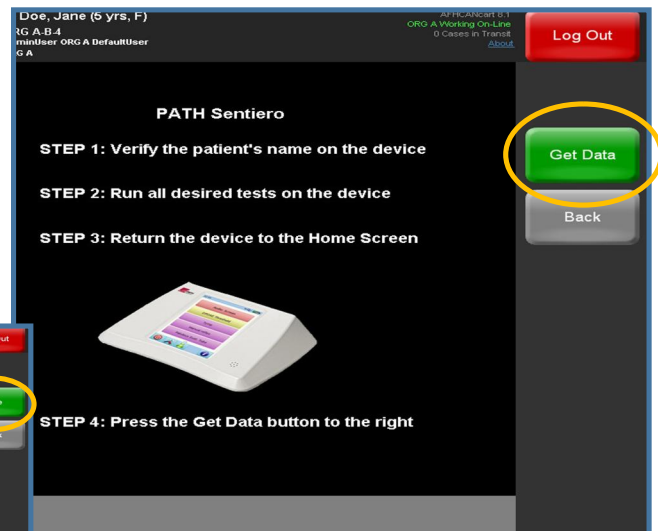 Doe, Jane (5 yrs, F)
RG A-B-4
minUser ORG A DefaultUser
G A
AFHCANcart 8.1
ORG A Working On-Line
0 Cases in Transit
About
Log Out
PATH Sentiero
STEP 1: Verify the patient's name on the device
Get Data
STEP 2: Run all desired tests on the device
Back
STEP 3: Return the device to the Home Screen
STEP 4: Press the Get Data button to the right